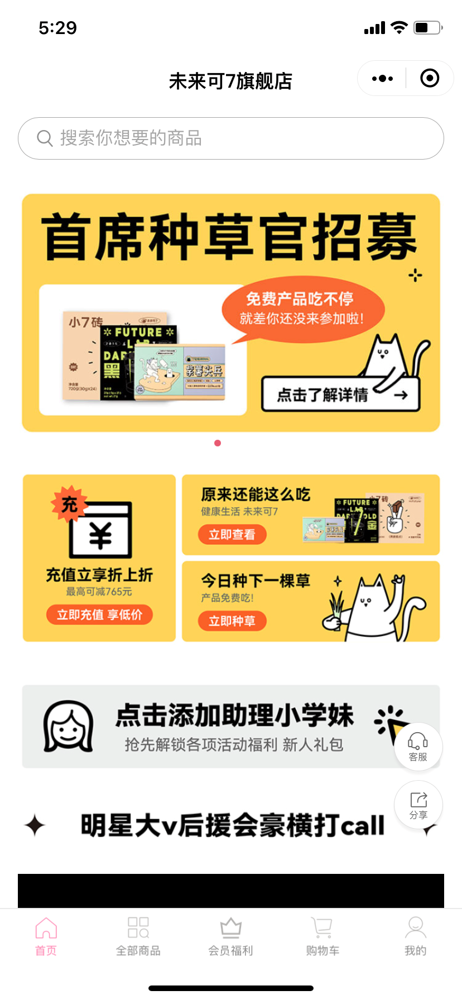 5:29
未来可7旗舰店
搜索你想要的商品
首席种草官招募
免费产品吃不停
就差你还没来参加啦!
小7砖
FUTURE
LAB
DARK
黑
紫薯尖兵
净含量
720g(30gx24)
点击了解详情
充
¥
充值立享折上折
最高可减765元
立即充值 享低价
原来还能这么吃
健康生活 未来可7
立即查看
小7砖
FUTURE
LAB
金
今日种下一棵草
产品免费吃!
立即种草
点击添加助理小学妹
抢先解锁各项活动福利 新人礼包
客服
分享
明星大v后援会豪横打call
首页
全部商品
会员福利
购物车
我的